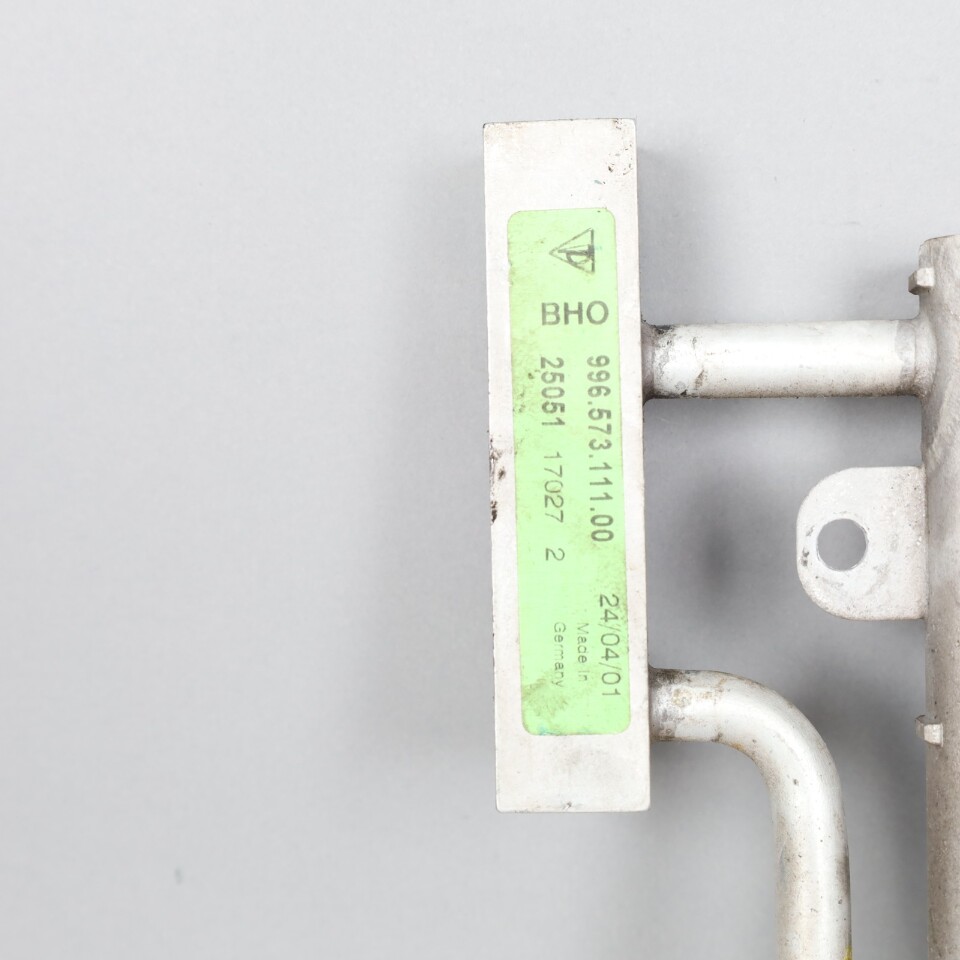 BHO
996.573.111.00
25051 17027 2
24/04/01
Made in
Germany